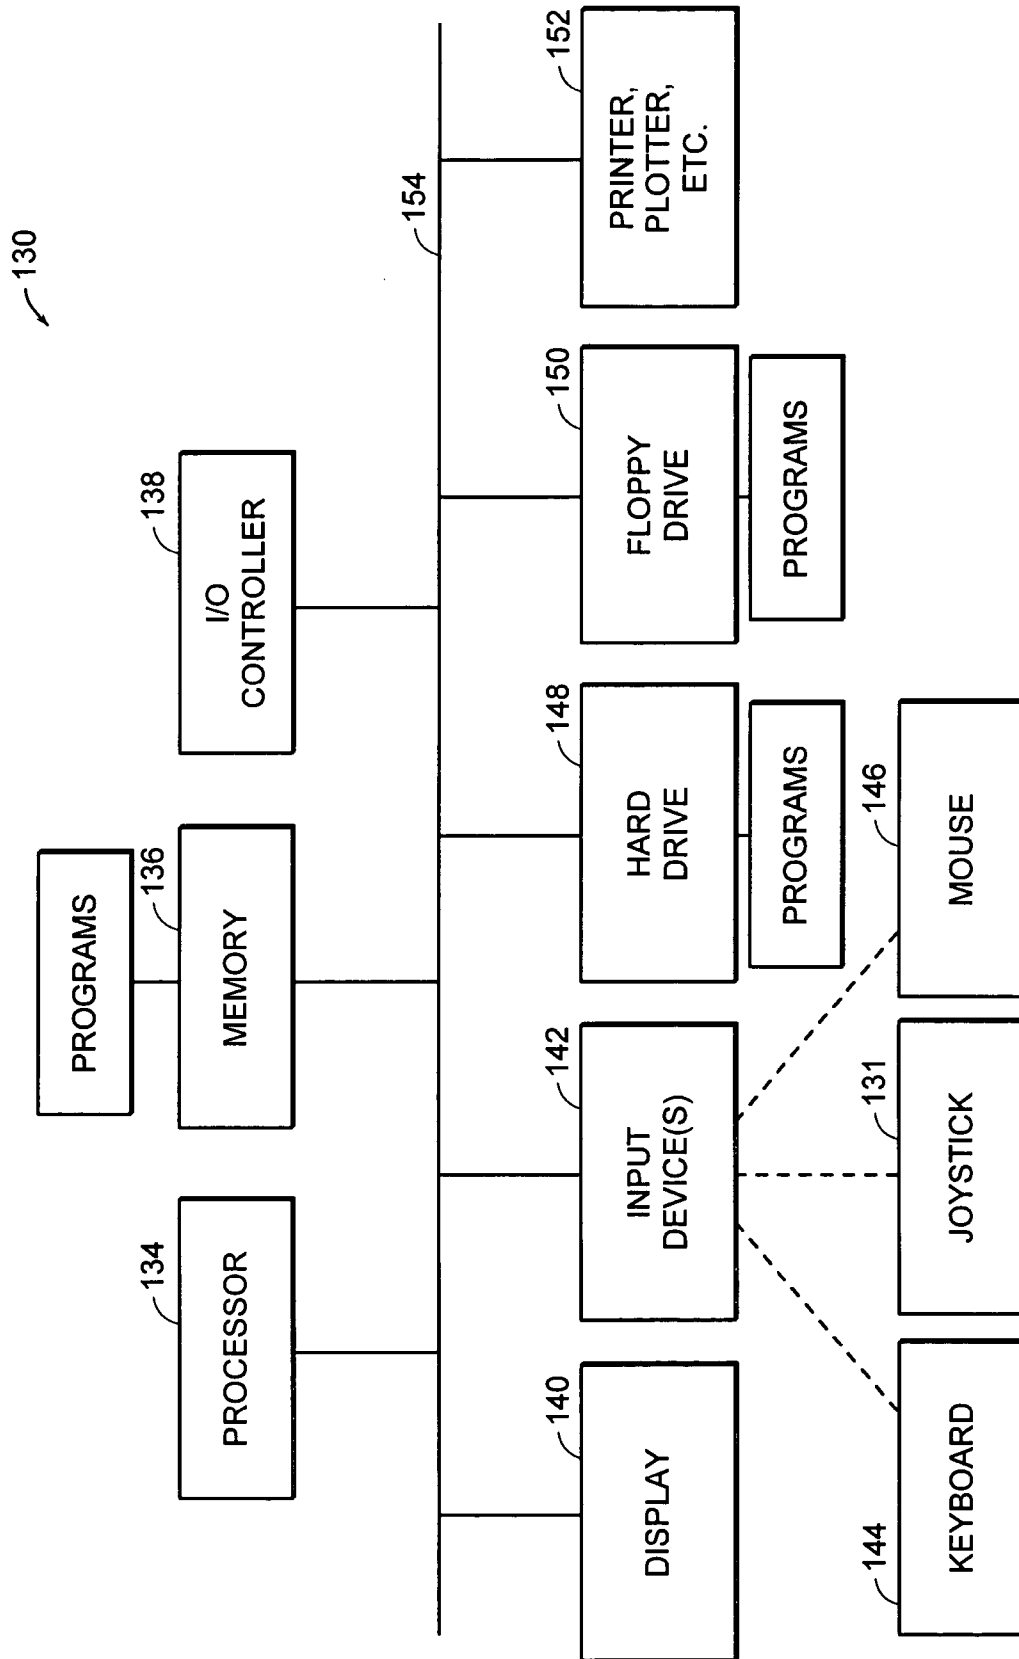 130
PROGRAMS
134
136
138
PROCESSOR
MEMORY
I/O
CONTROLLER
154
140
142
148
150
152
DISPLAY
INPUT
DEVICE(S)
HARD
DRIVE
FLOPPY
DRIVE
PRINTER,
PLOTTER,
ETC.
PROGRAMS
PROGRAMS
144
131
146
KEYBOARD
JOYSTICK
MOUSE